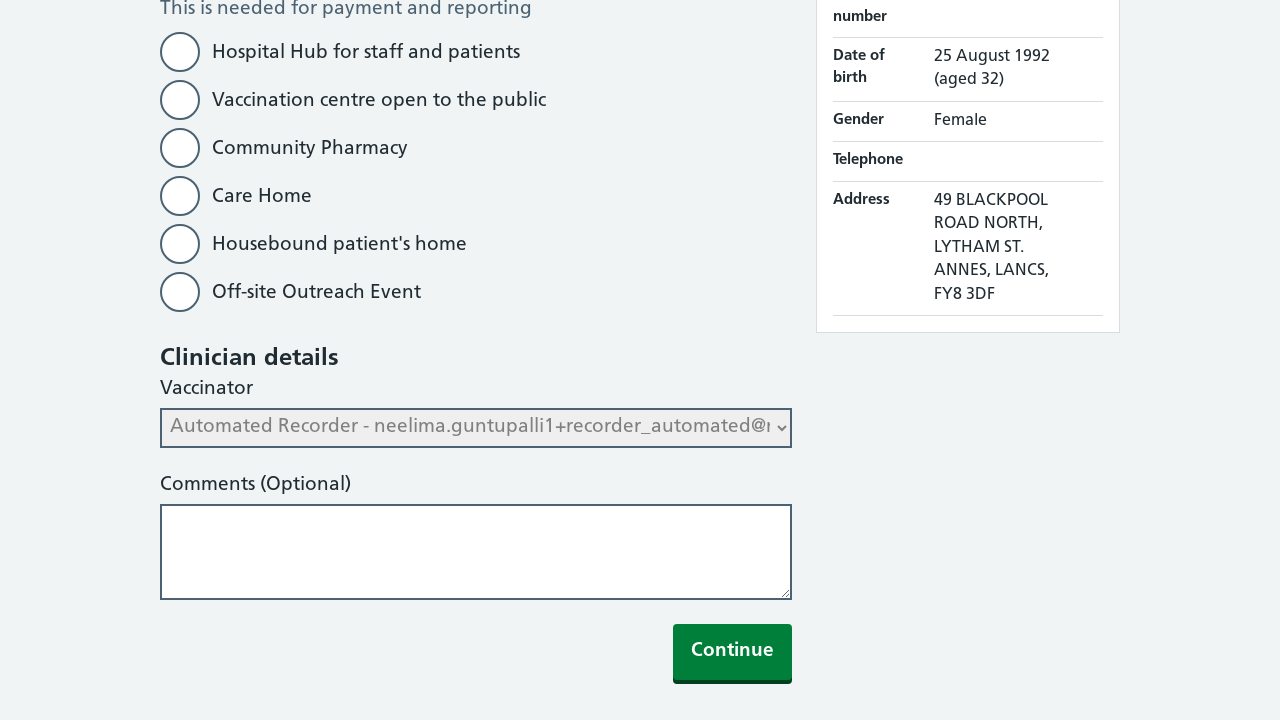 This is needed for payment and reporting
Hospital Hub for staff and patients
Vaccination centre open to the public
Community Pharmacy
Care Home
Housebound patient's home
Off-site Outreach Event
Clinician details
Vaccinator
Automated Recorder - neelima.guntupalli1+recorder_automated@
Comments (Optional)
Continue
number
Date of birth
25 August 1992
(aged 32)
Gender
Female
Telephone
Address
49 BLACKPOOL
ROAD NORTH,
LYTHAM ST.
ANNES, LANCS,
FY8 3DF